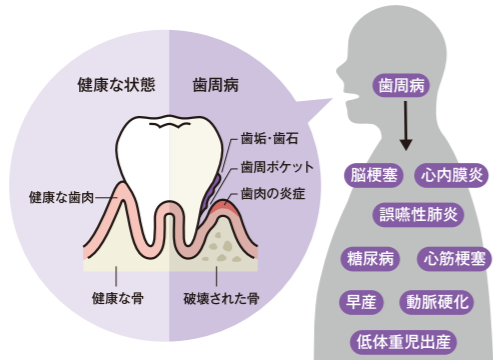 健康な状態
歯周病
歯垢・歯石
歯周ポケット
歯肉の炎症
健康な歯肉
健康な骨
破壊された骨
歯周病
脳梗塞
心内膜炎
誤嚥性肺炎
糖尿病
心筋梗塞
早産
動脈硬化
低体重児出産